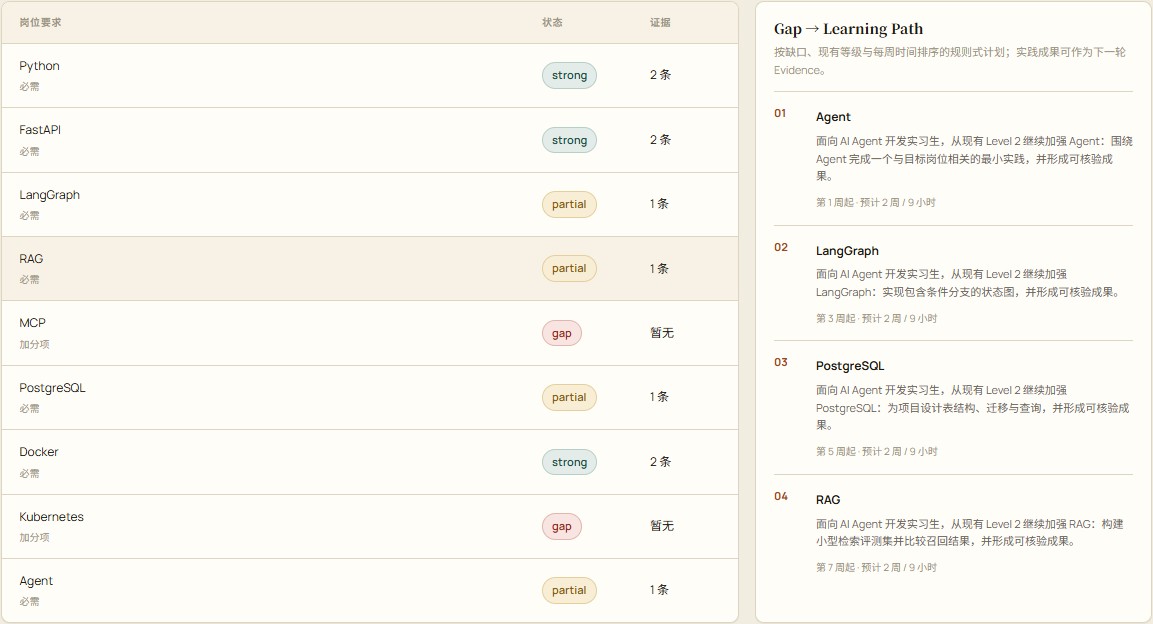 岗位要求 状态 证据
Python
必需
strong 2 条
FastAPI
必需
strong 2 条
LangGraph
必需
partial 1 条
RAG
必需
partial 1 条
MCP
加分项
gap 暂无
PostgreSQL
必需
partial 1 条
Docker
必需
strong 2 条
Kubernetes
加分项
gap 暂无
Agent
必需
partial 1 条
Gap → Learning Path
按缺口、现有等级与每周时间排序的规则式计划；实践成果可作为下一轮
Evidence。
01 Agent
面向 AI Agent 开发实习生，从现有 Level 2 继续加强 Agent：围绕
Agent 完成一个与目标岗位相关的最小实践，并形成可核验成
果。
第 1 周起 · 预计 2 周 / 9 小时
02 LangGraph
面向 AI Agent 开发实习生，从现有 Level 2 继续加强
LangGraph：实现包含条件分支的状态图，并形成可核验成果。
第 3 周起 · 预计 2 周 / 9 小时
03 PostgreSQL
面向 AI Agent 开发实习生，从现有 Level 2 继续加强
PostgreSQL：为项目设计表结构、迁移与查询，并形成可核验成
果。
第 5 周起 · 预计 2 周 / 9 小时
04 RAG
面向 AI Agent 开发实习生，从现有 Level 2 继续加强 RAG：构建
小型检索评测集并比较召回结果，并形成可核验成果。
第 7 周起 · 预计 2 周 / 9 小时